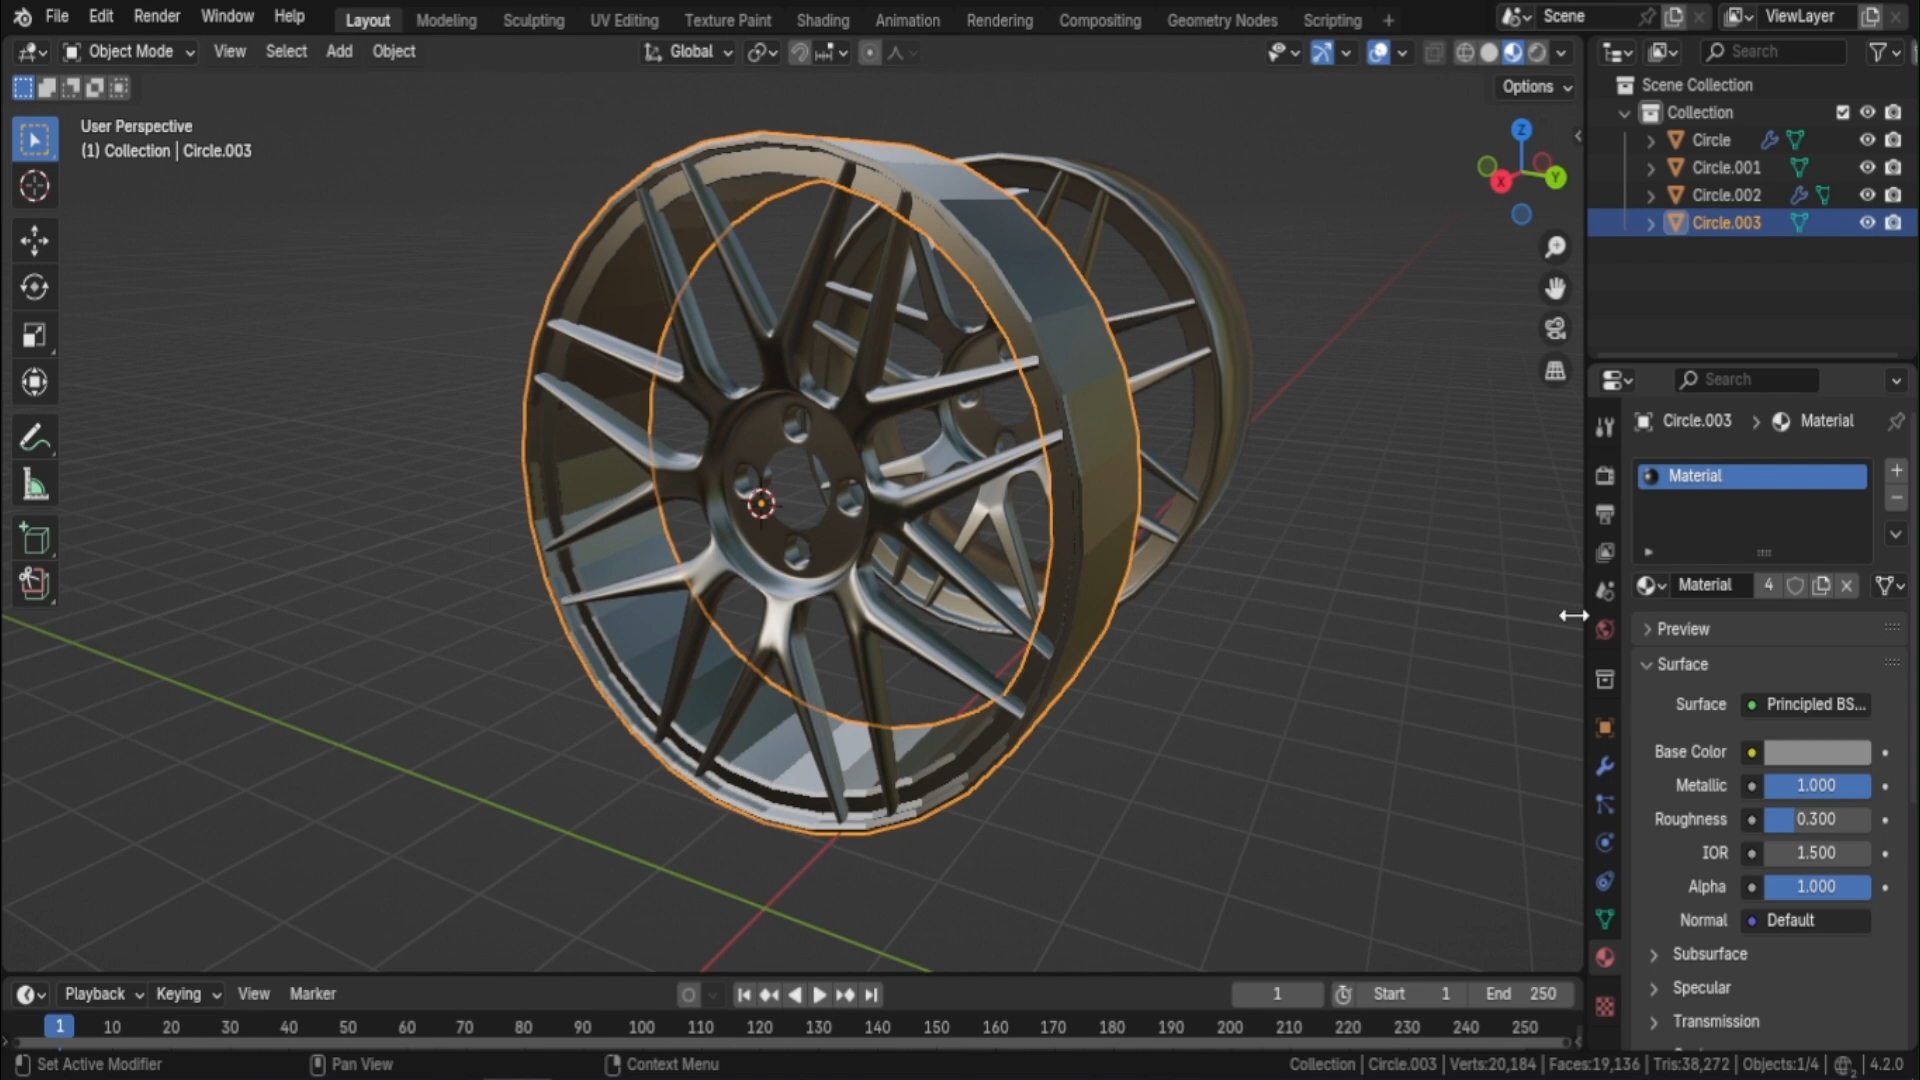 File Edit Render Window Help Layout Modeling Sculpting UV Editing Texture Paint Shading Animation Rendering Compositing Geometry Nodes Scripting + Scene ViewLayer
Object Mode View Select Add Object Global Search
Options
User Perspective
(1) Collection | Circle.003
Z
X
Y
Scene Collection
Collection
Circle
Circle.001
Circle.002
Circle.003
Search
Circle.003 > Material
Material
Material 4
Preview
Surface
Surface Principled BS...
Base Color
Metallic 1.000
Roughness 0.300
IOR 1.500
Alpha 1.000
Normal Default
Subsurface
Specular
Transmission
Playback Keying View Marker 1 Start 1 End 250
1 10 20 30 40 50 60 70 80 90 100 110 120 130 140 150 160 170 180 190 200 210 220 230 240 250
Set Active Modifier Pan View Context Menu Collection | Circle.003 | Verts:20,184 | Faces:19,136 | Tris:38,272 | Objects:1/4 | 4.2.0